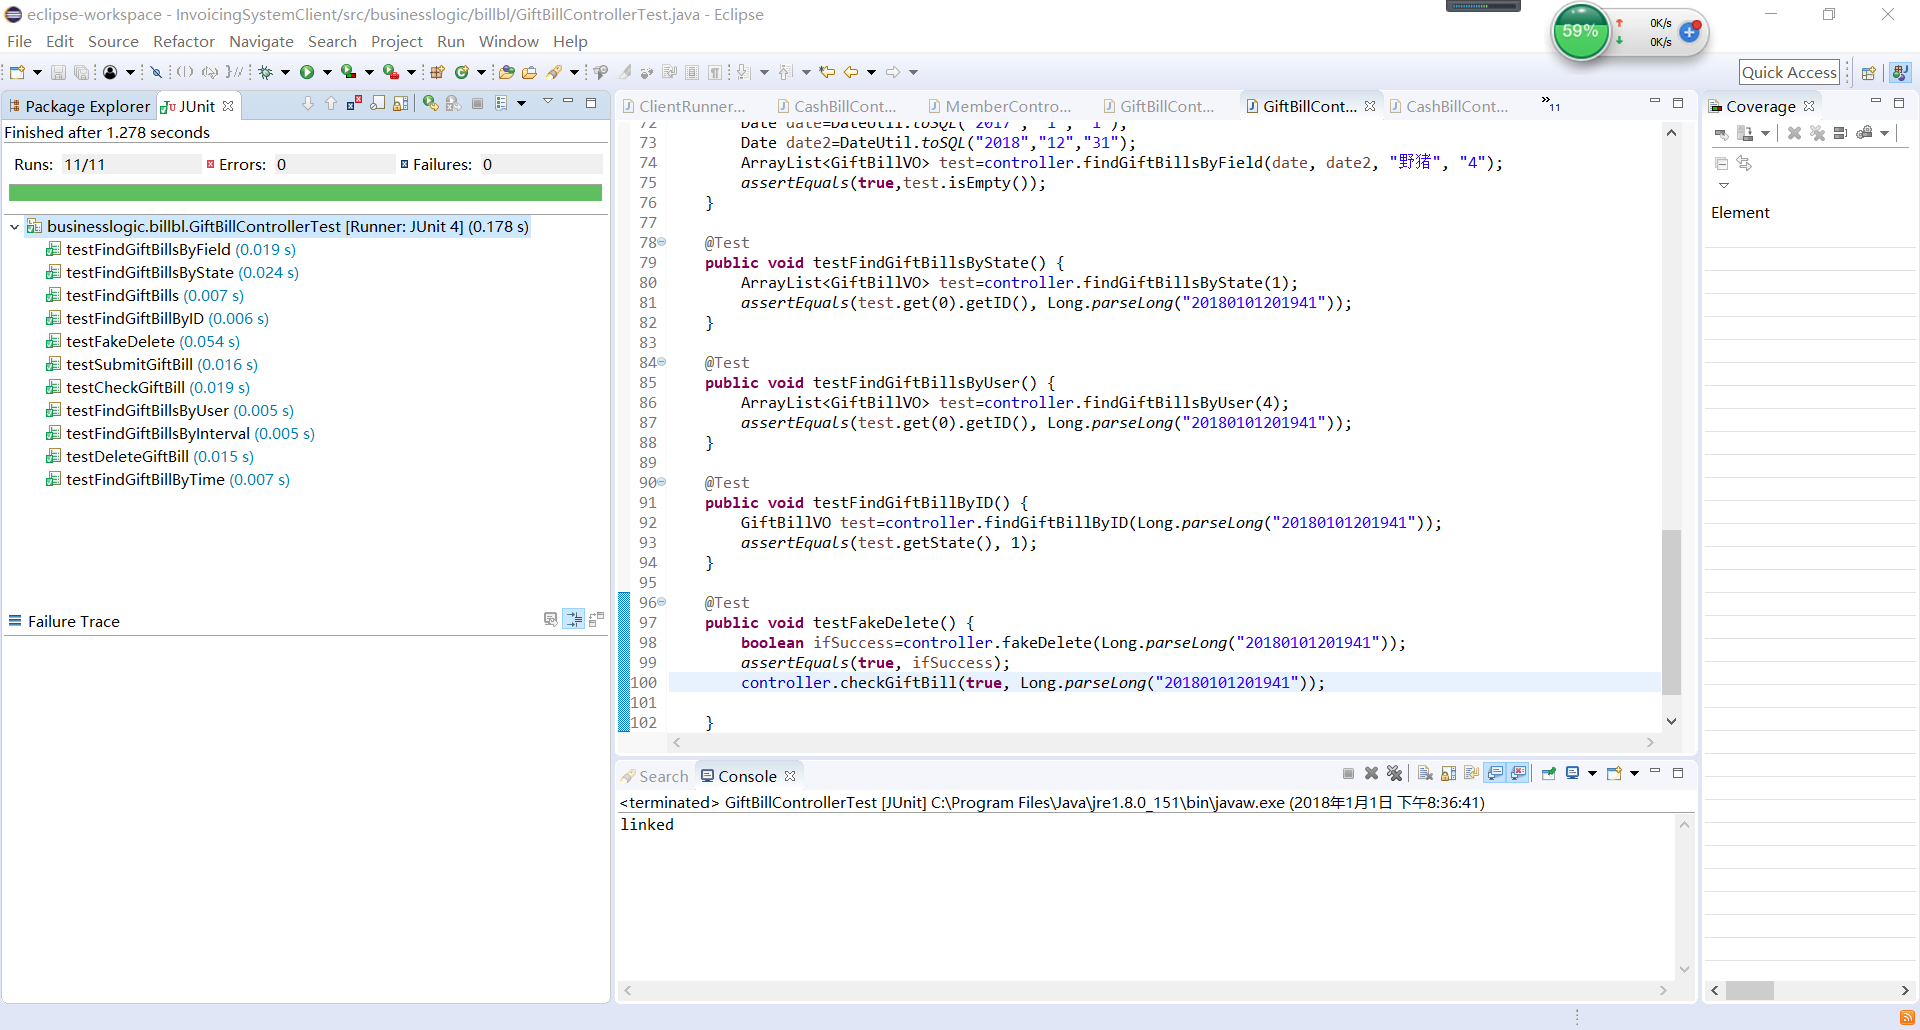 eclipse-workspace - InvoicingSystemClient/src/businesslogic/billbl/GiftBillControllerTest.java - Eclipse
59%
0K/s
0K/s
File Edit Source Refactor Navigate Search Project Run Window Help
Quick Access
Package Explorer JUnit
Finished after 1.278 seconds
Runs: 11/11 Errors: 0 Failures: 0
businesslogic.billbl.GiftBillControllerTest [Runner: JUnit 4] (0.178 s)
testFindGiftBillsByField (0.019 s)
testFindGiftBillsByState (0.024 s)
testFindGiftBills (0.007 s)
testFindGiftBillByID (0.006 s)
testFakeDelete (0.054 s)
testSubmitGiftBill (0.016 s)
testCheckGiftBill (0.019 s)
testFindGiftBillsByUser (0.005 s)
testFindGiftBillsByInterval (0.005 s)
testDeleteGiftBill (0.015 s)
testFindGiftBillByTime (0.007 s)
Failure Trace
ClientRunner... CashBillCont... MemberContro... GiftBillCont... GiftBillCont... CashBillCont... »11
72 Date date=DateUtil.toSQL("2017","1","1");
73 Date date2=DateUtil.toSQL("2018","12","31");
74 ArrayList<GiftBillVO> test=controller.findGiftBillsByField(date, date2, "野猪", "4");
75 assertEquals(true,test.isEmpty());
76 }
77
78 @Test
79 public void testFindGiftBillsByState() {
80 ArrayList<GiftBillVO> test=controller.findGiftBillsByState(1);
81 assertEquals(test.get(0).getID(), Long.parseLong("20180101201941"));
82 }
83
84 @Test
85 public void testFindGiftBillsByUser() {
86 ArrayList<GiftBillVO> test=controller.findGiftBillsByUser(4);
87 assertEquals(test.get(0).getID(), Long.parseLong("20180101201941"));
88 }
89
90 @Test
91 public void testFindGiftBillByID() {
92 GiftBillVO test=controller.findGiftBillByID(Long.parseLong("20180101201941"));
93 assertEquals(test.getState(), 1);
94 }
95
96 @Test
97 public void testFakeDelete() {
98 boolean ifSuccess=controller.fakeDelete(Long.parseLong("20180101201941"));
99 assertEquals(true, ifSuccess);
100 controller.checkGiftBill(true, Long.parseLong("20180101201941"));
101
102 }
Search Console
<terminated> GiftBillControllerTest [JUnit] C:\Program Files\Java\jre1.8.0_151\bin\javaw.exe (2018年1月1日 下午8:36:41)
linked
Coverage
Element